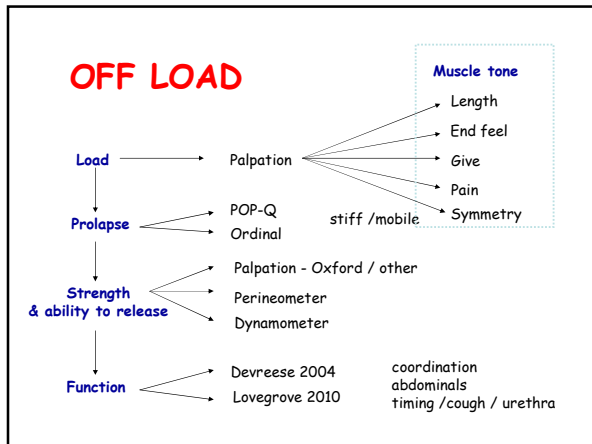 OFF LOAD
Muscle tone
Length
End feel
Load
Palpation
Give
Pain
Symmetry
Prolapse
POP-Q
Ordinal
stiff /mobile
Strength
& ability to release
Palpation - Oxford / other
Perineometer
Dynamometer
Function
Devreese 2004
Lovegrove 2010
coordination
abdominals
timing /cough / urethra